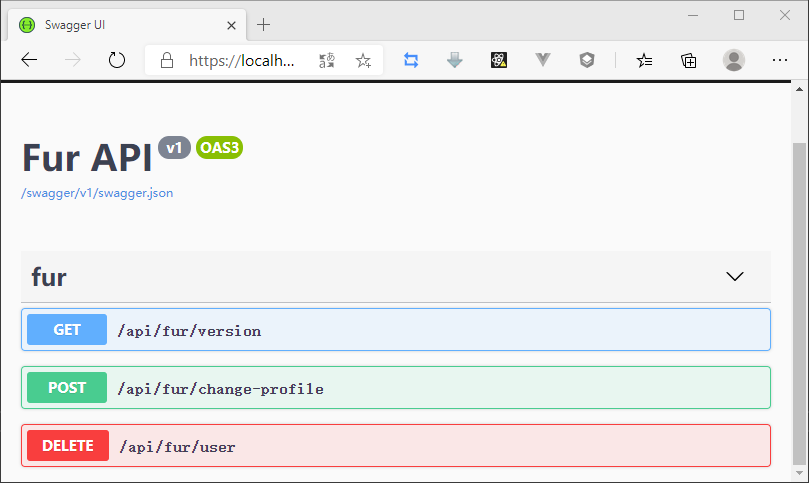 Swagger UI
https://localh...
Fur API v1 OAS3
/swagger/v1/swagger.json
fur
GET /api/fur/version
POST /api/fur/change-profile
DELETE /api/fur/user